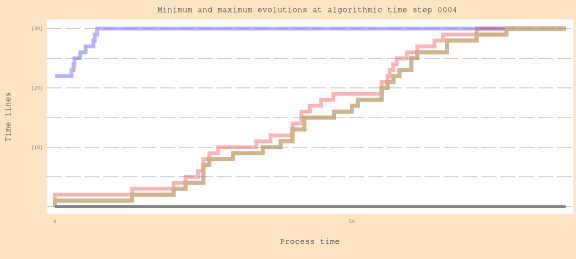 Minimum and maximum evolutions at algorithmic time step 0004
Time lines
[30]
[20]
[10]
0
50
Process time